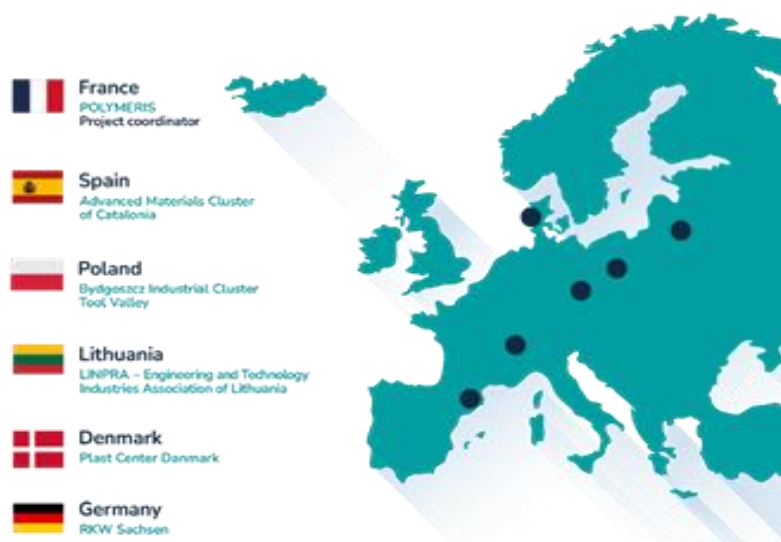 France
POLYMERIS
Project coordinator
Spain
Advanced Materials Cluster
of Catalonia
Poland
Bydgoszcz Industrial Cluster
Tool Valley
Lithuania
LINPRA – Engineering and Technology
Industries Association of Lithuania
Denmark
Plast Center Danmark
Germany
RKW Sachsen